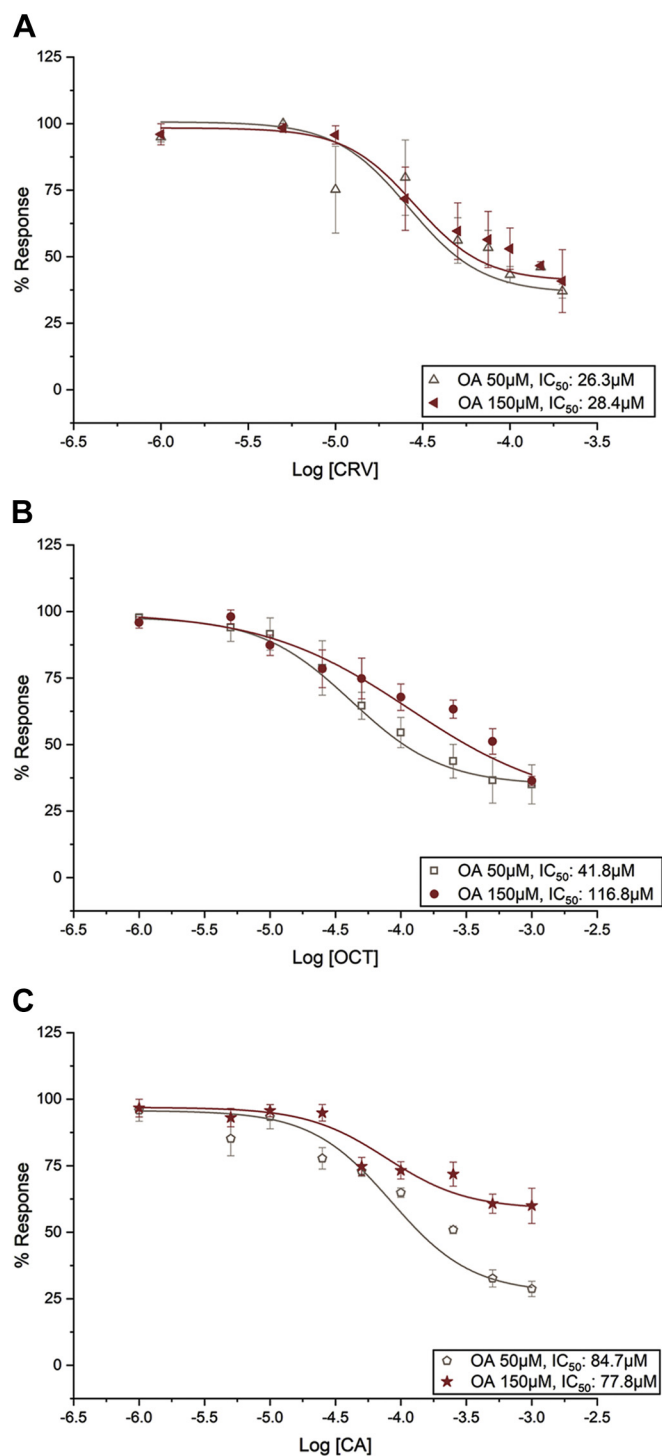 A
125
100
75
50
25
0
% Response
OA 50µM, IC50: 26.3µM
OA 150µM, IC50: 28.4µM
-6.5 -6.0 -5.5 -5.0 -4.5 -4.0 -3.5
Log [CRV]
B
125
100
75
50
25
0
% Response
OA 50µM, IC50: 41.8µM
OA 150µM, IC50: 116.8µM
-6.5 -6.0 -5.5 -5.0 -4.5 -4.0 -3.5 -3.0 -2.5
Log [OCT]
C
125
100
75
50
25
0
% Response
OA 50µM, IC50: 84.7µM
OA 150µM, IC50: 77.8µM
-6.5 -6.0 -5.5 -5.0 -4.5 -4.0 -3.5 -3.0 -2.5
Log [CA]